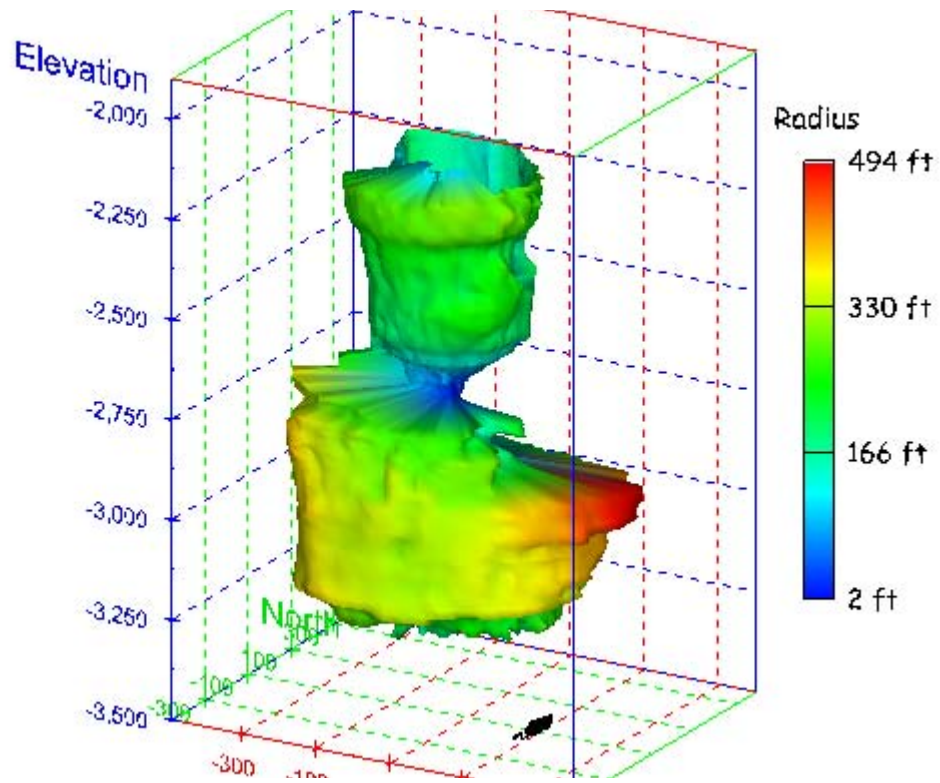 Elevation
-2,000
-2,250
-2,500
-2,750
-3,000
-3,250
-3,500
Radius
494 ft
330 ft
166 ft
2 ft
North
-300
-300